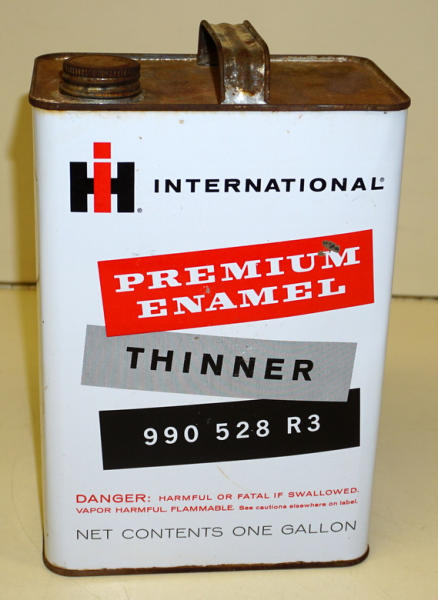 IH® INTERNATIONAL®
PREMIUM
ENAMEL
THINNER
990 528 R3
DANGER: HARMFUL OR FATAL IF SWALLOWED.
VAPOR HARMFUL. FLAMMABLE. See cautions elsewhere on label.
NET CONTENTS ONE GALLON